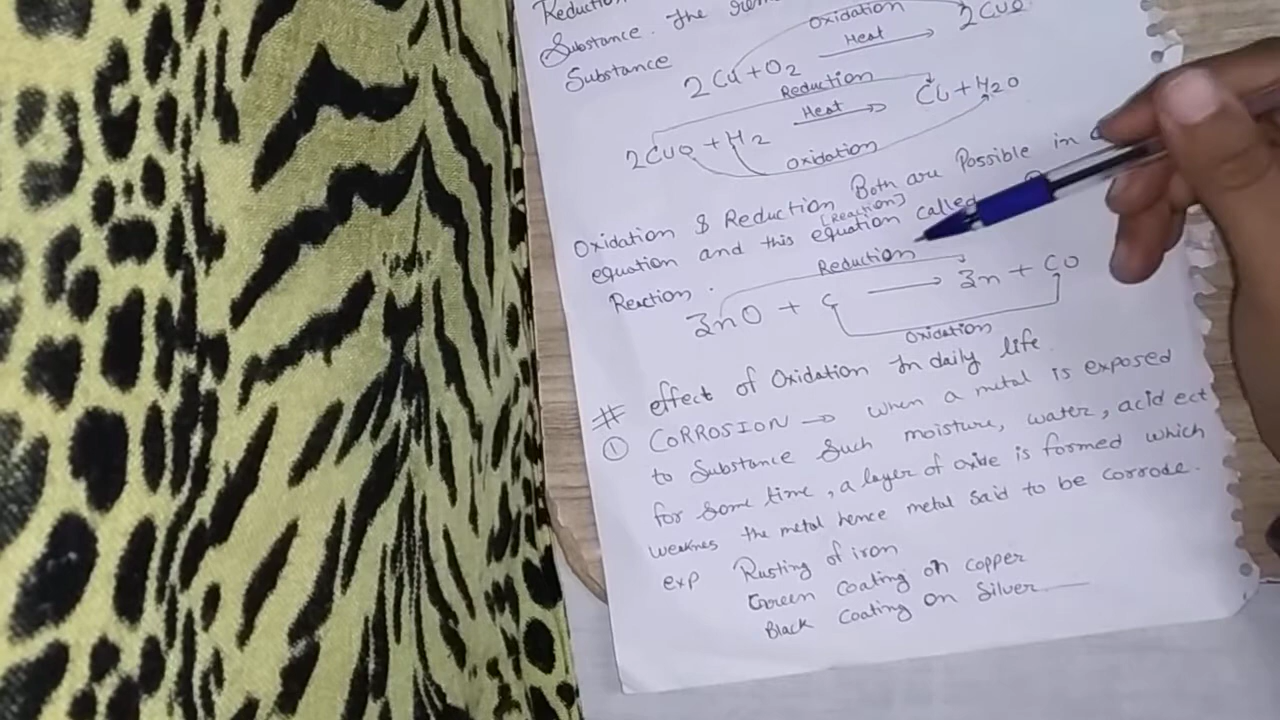 Reduction
Substance. The
Substance
Oxidation
2Cu + O2 Heat → 2CuO
Reduction
2CuO + H2 Heat → Cu + H2O
Oxidation
Oxidation & Reduction Both are Possible in
[Reaction]
equation and this equation called
Reaction.
Reduction
ZnO + C → Zn + CO
Oxidation
# effect of Oxidation In daily life
① CORROSION → When a metal is exposed
to Substance Such moisture, water, acid ect
for some time, a layer of oxide is formed which
weaknes the metal hence metal said to be corrode.
exp Rusting of iron
Green coating on copper
Black coating on Silver